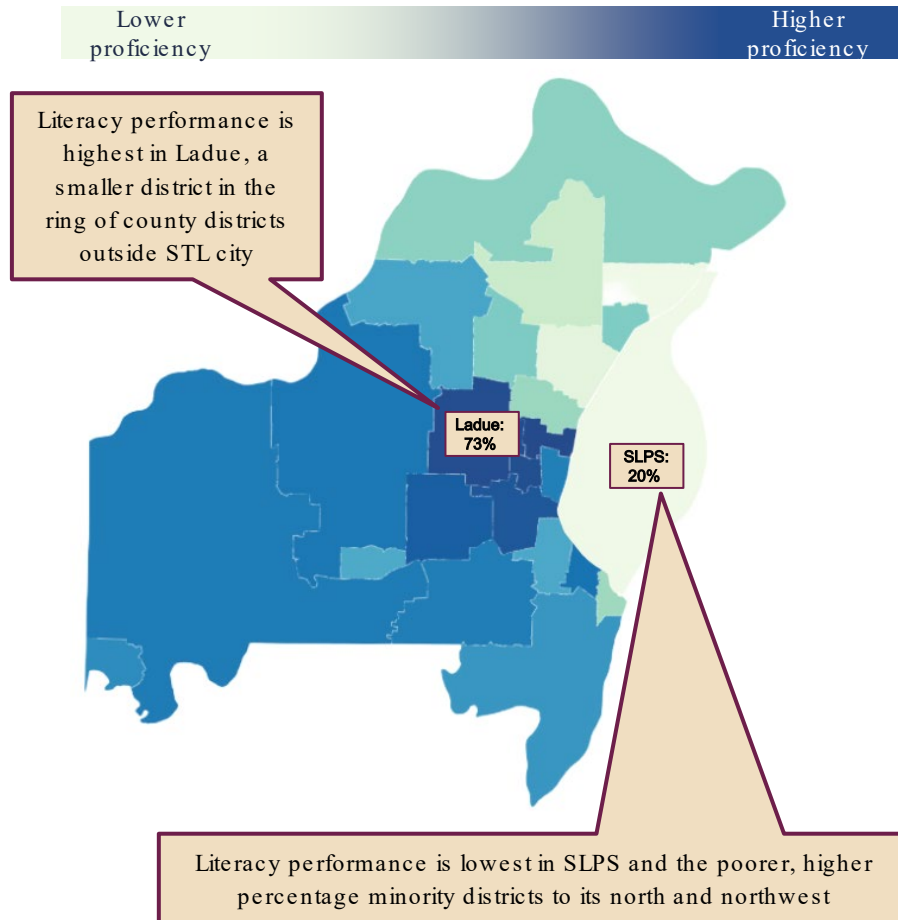 Lower
proficiency
Higher
proficiency
Literacy performance is
highest in Ladue, a
smaller district in the
ring of county districts
outside STL city
Ladue:
73%
SLPS:
20%
Literacy performance is lowest in SLPS and the poorer, higher
percentage minority districts to its north and northwest